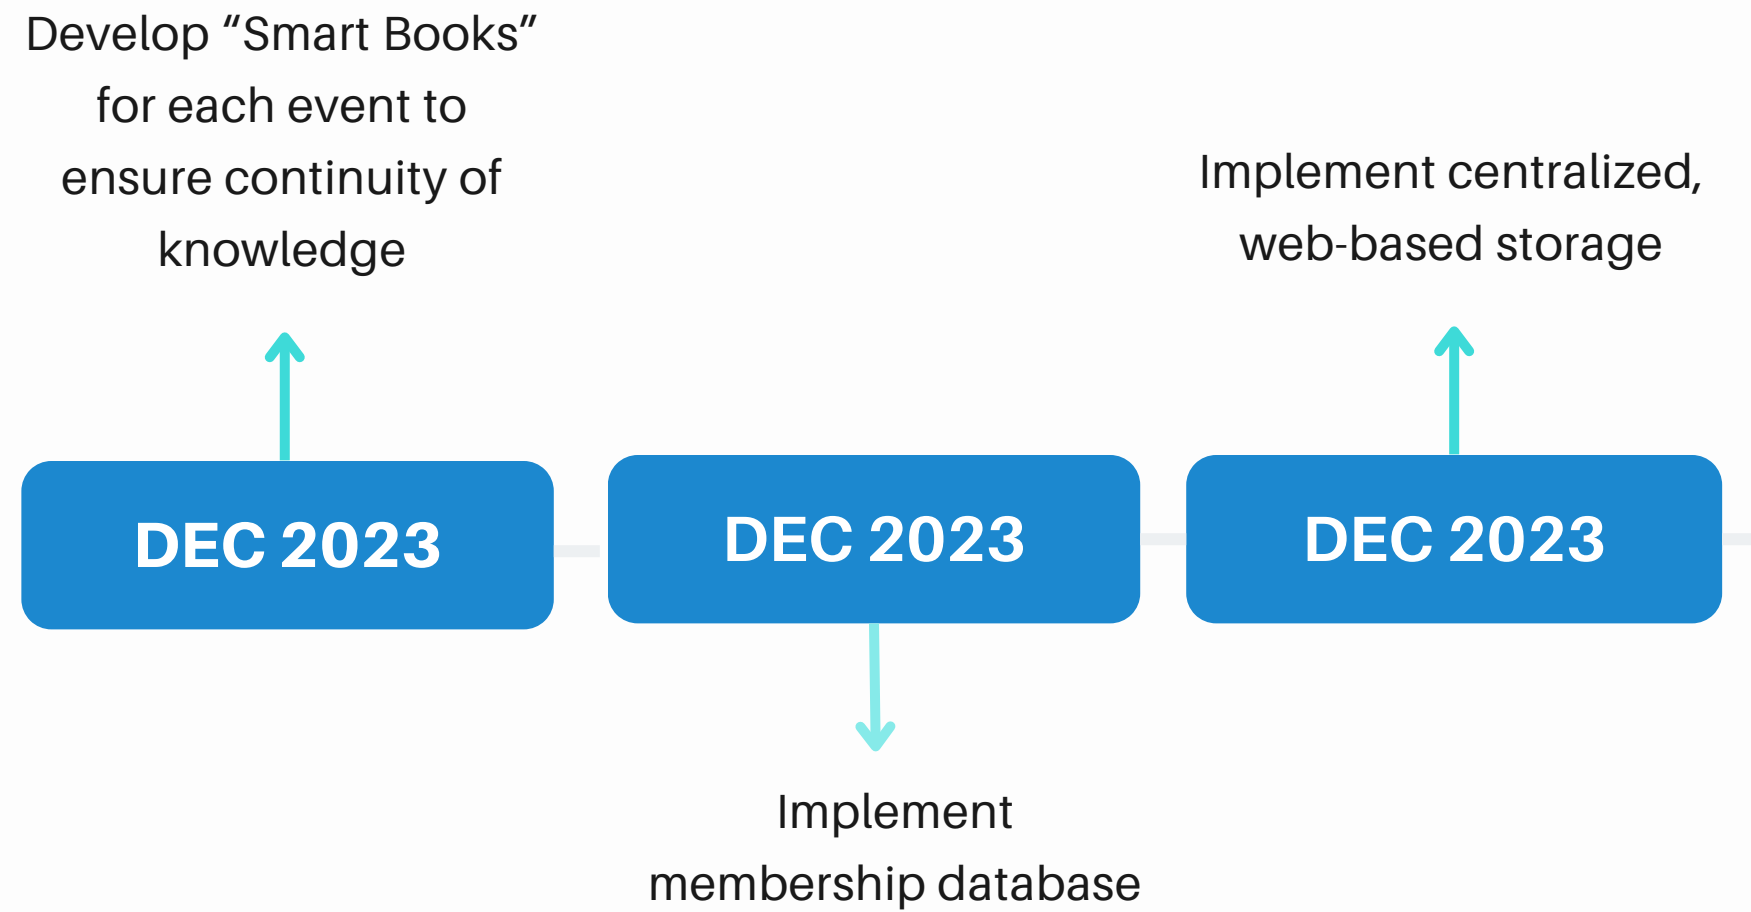 Develop “Smart Books”
for each event to
ensure continuity of
knowledge
Implement centralized,
web-based storage
DEC 2023
DEC 2023
DEC 2023
Implement
membership database